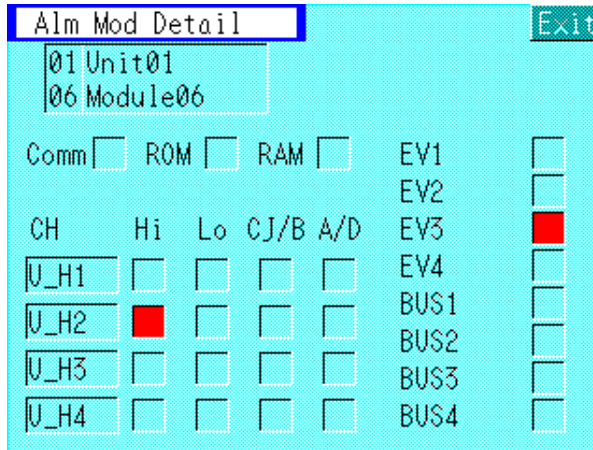 Alm Mod Detail Exit
01 Unit01
06 Module06
Comm ROM RAM EV1
EV2
CH Hi Lo CJ/B A/D EV3
V_H1 EV4
V_H2 BUS1
BUS2
V_H3 BUS3
V_H4 BUS4